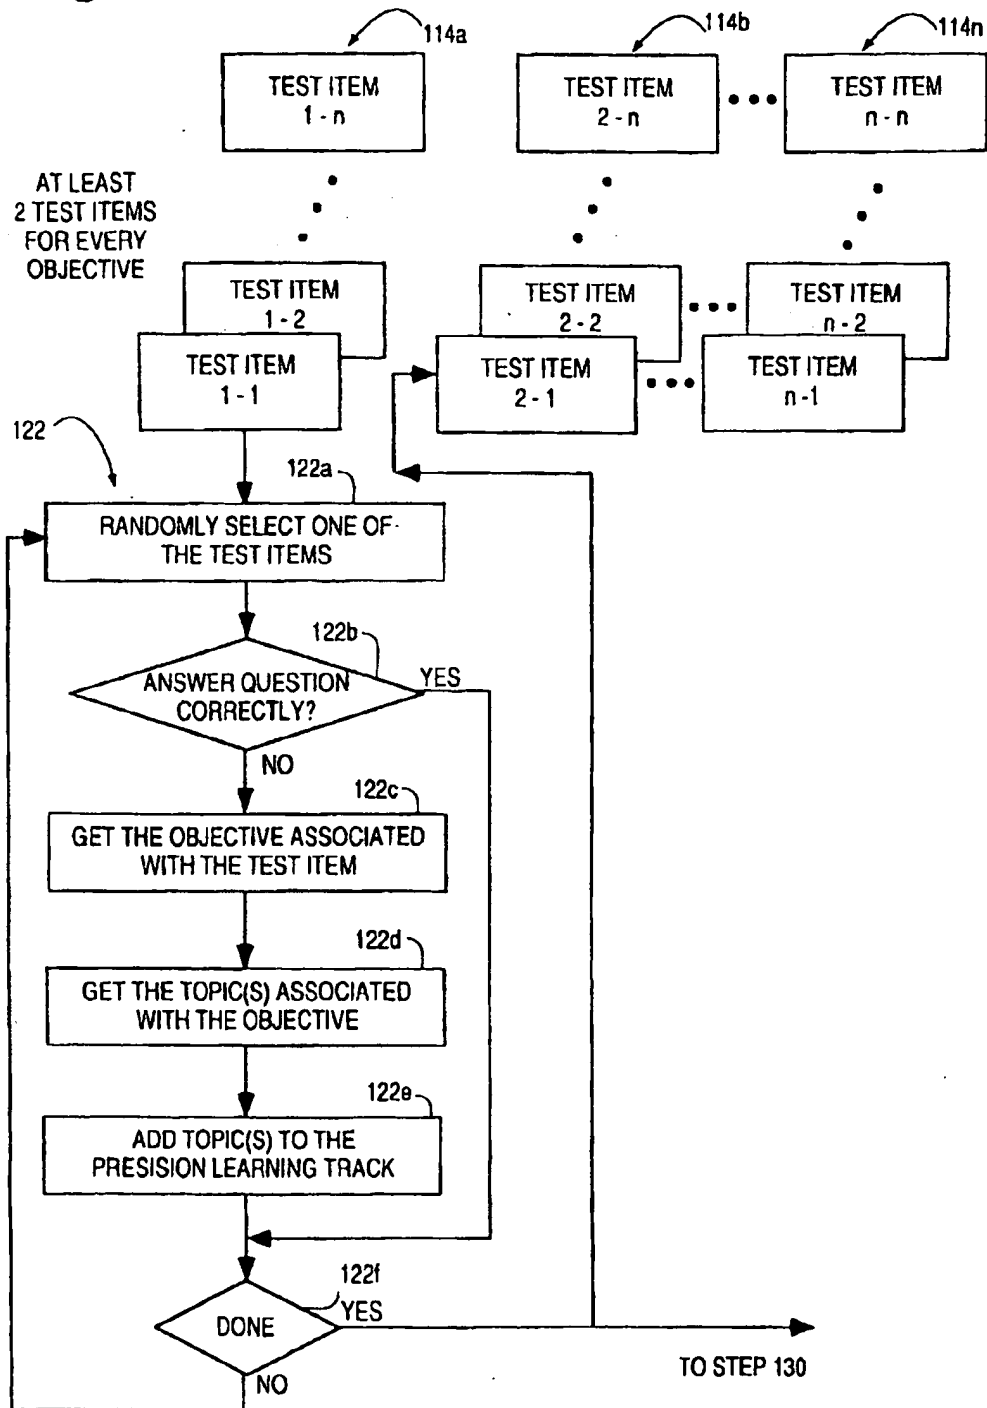 114a
114b
114n
TEST ITEM
1 - n
TEST ITEM
2 - n
TEST ITEM
n - n
AT LEAST
2 TEST ITEMS
FOR EVERY
OBJECTIVE
TEST ITEM
1 - 2
TEST ITEM
2 - 2
TEST ITEM
n - 2
TEST ITEM
1 - 1
TEST ITEM
2 - 1
TEST ITEM
n - 1
122
122a
RANDOMLY SELECT ONE OF
THE TEST ITEMS
122b
ANSWER QUESTION
CORRECTLY?
YES
NO
122c
GET THE OBJECTIVE ASSOCIATED
WITH THE TEST ITEM
122d
GET THE TOPIC(S) ASSOCIATED
WITH THE OBJECTIVE
122e
ADD TOPIC(S) TO THE
PRESISION LEARNING TRACK
122f
DONE
YES
NO
TO STEP 130